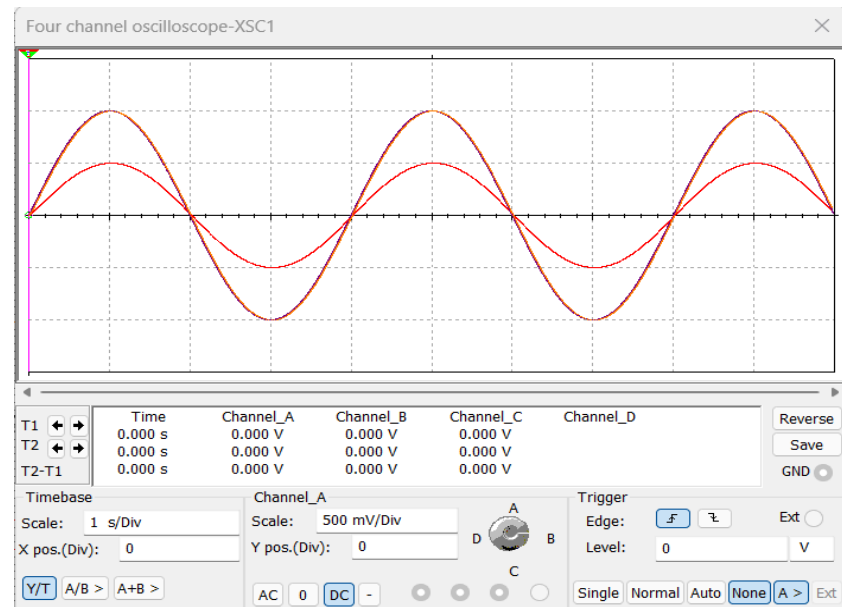 Four channel oscilloscope-XSC1
Time Channel_A Channel_B Channel_C Channel_D
T1 0.000 s 0.000 V 0.000 V 0.000 V
T2 0.000 s 0.000 V 0.000 V 0.000 V
T2-T1 0.000 s 0.000 V 0.000 V 0.000 V
Reverse
Save
GND
Timebase
Scale: 1 s/Div
X pos.(Div): 0
Y/T A/B > A+B >
Channel_A
Scale: 500 mV/Div
Y pos.(Div): 0
AC 0 DC -
A
D B
C
Trigger
Edge: Ext
Level: 0 V
Single Normal Auto None A > Ext